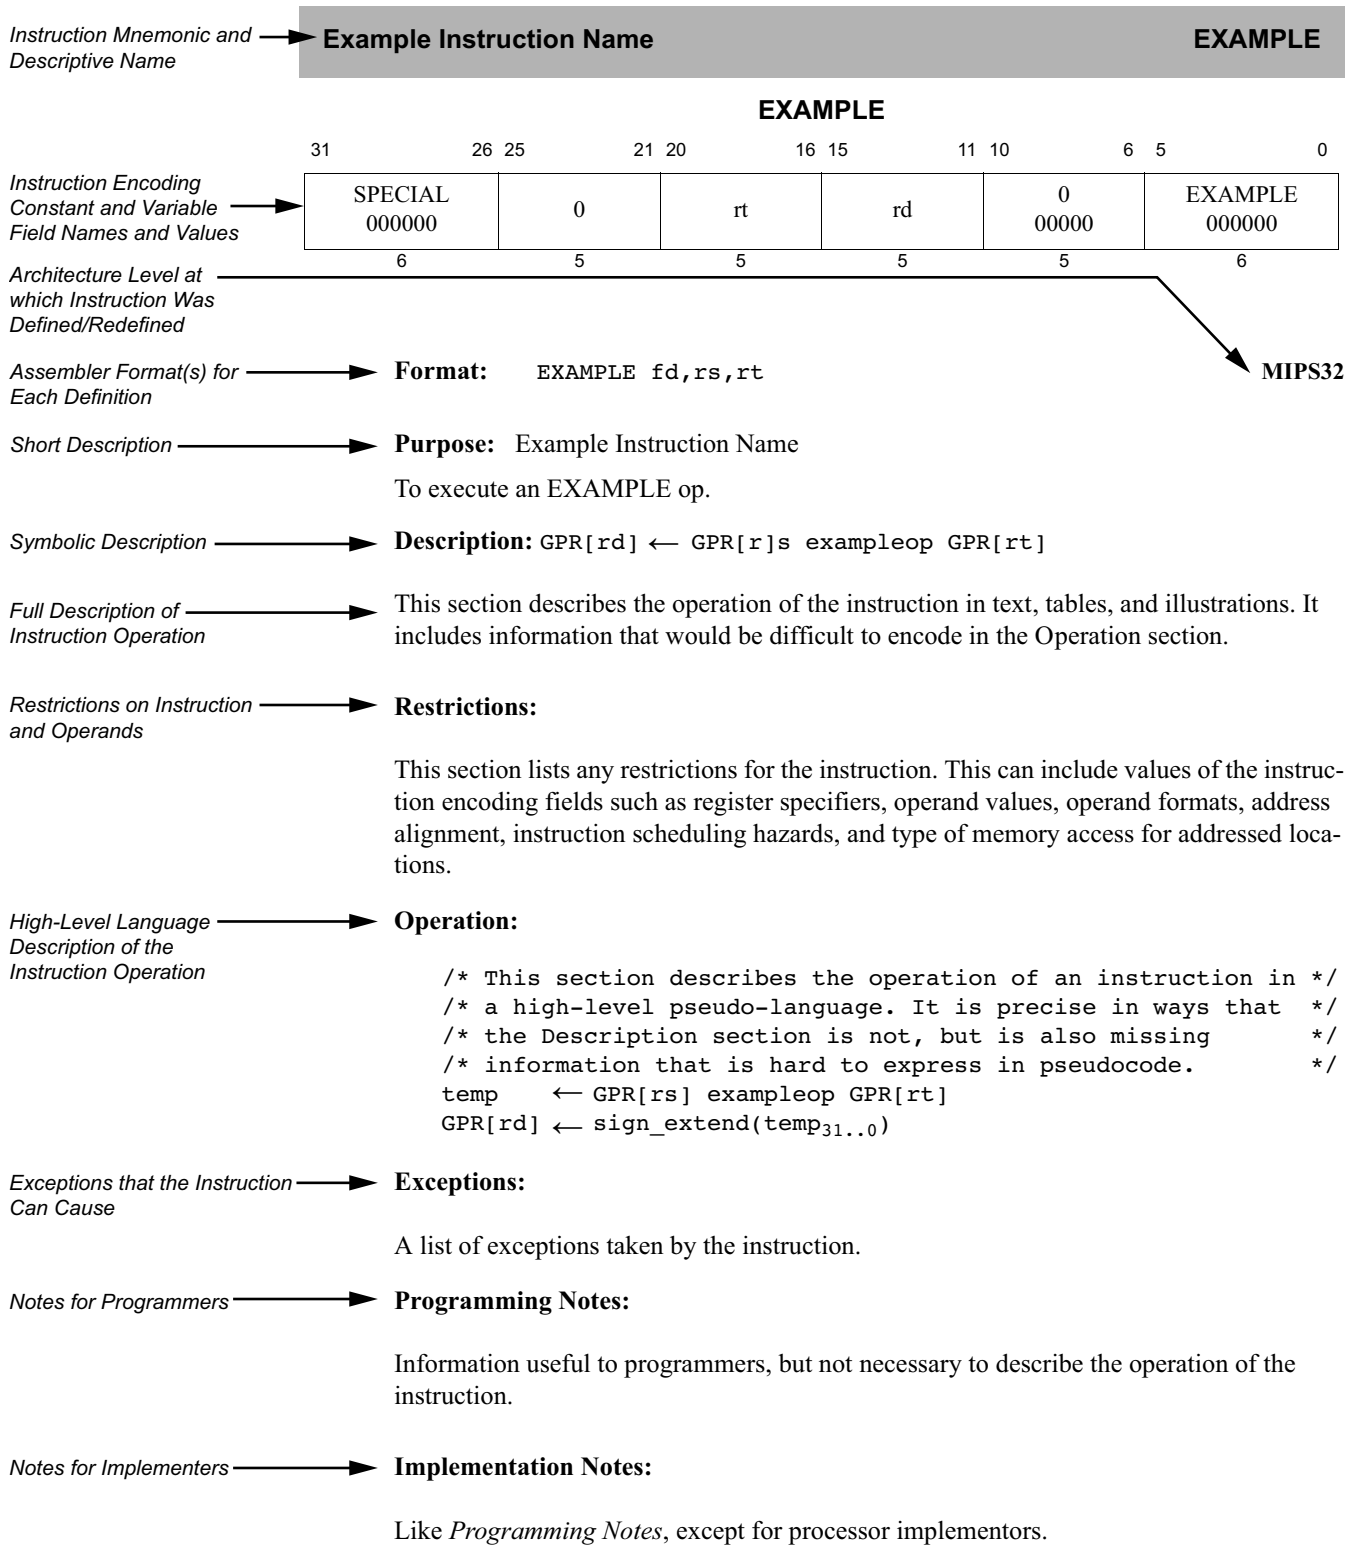 Instruction Mnemonic and
Descriptive Name
Example Instruction Name EXAMPLE
EXAMPLE
31 26 25 21 20 16 15 11 10 6 5 0
Instruction Encoding
Constant and Variable
Field Names and Values
SPECIAL
000000
0
rt
rd
0
00000
EXAMPLE
000000
6 5 5 5 5 6
Architecture Level at
which Instruction Was
Defined/Redefined
Assembler Format(s) for
Each Definition
Format: EXAMPLE fd,rs,rt MIPS32
Short Description
Purpose: Example Instruction Name
To execute an EXAMPLE op.
Symbolic Description
Description: GPR[rd] ← GPR[r]s exampleop GPR[rt]
Full Description of
Instruction Operation
This section describes the operation of the instruction in text, tables, and illustrations. It
includes information that would be difficult to encode in the Operation section.
Restrictions on Instruction
and Operands
Restrictions:
This section lists any restrictions for the instruction. This can include values of the instruc-
tion encoding fields such as register specifiers, operand values, operand formats, address
alignment, instruction scheduling hazards, and type of memory access for addressed loca-
tions.
High-Level Language
Description of the
Instruction Operation
Operation:
/* This section describes the operation of an instruction in */
/* a high-level pseudo-language. It is precise in ways that */
/* the Description section is not, but is also missing */
/* information that is hard to express in pseudocode. */
temp ← GPR[rs] exampleop GPR[rt]
GPR[rd] ← sign_extend(temp31..0)
Exceptions that the Instruction
Can Cause
Exceptions:
A list of exceptions taken by the instruction.
Notes for Programmers
Programming Notes:
Information useful to programmers, but not necessary to describe the operation of the
instruction.
Notes for Implementers
Implementation Notes:
Like Programming Notes, except for processor implementors.